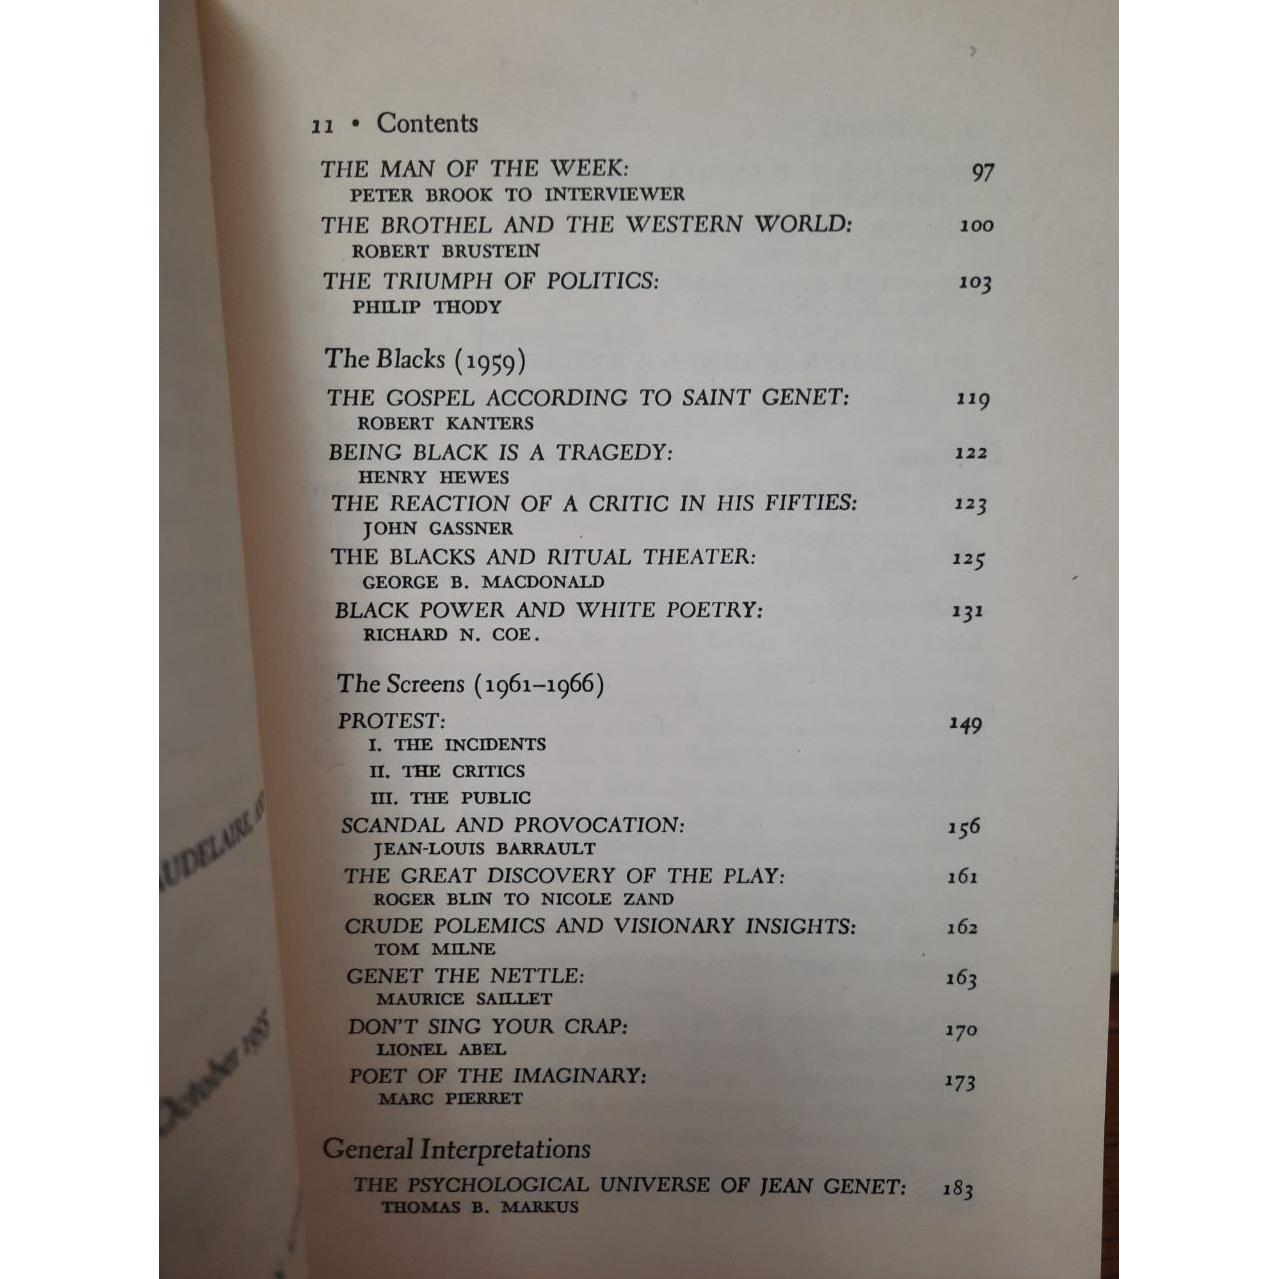 11 • Contents
THE MAN OF THE WEEK: 97
PETER BROOK TO INTERVIEWER
THE BROTHEL AND THE WESTERN WORLD: 100
ROBERT BRUSTEIN
THE TRIUMPH OF POLITICS: 103
PHILIP THODY
The Blacks (1959)
THE GOSPEL ACCORDING TO SAINT GENET: 119
ROBERT KANTERS
BEING BLACK IS A TRAGEDY: 122
HENRY HEWES
THE REACTION OF A CRITIC IN HIS FIFTIES: 123
JOHN GASSNER
THE BLACKS AND RITUAL THEATER: 125
GEORGE B. MACDONALD
BLACK POWER AND WHITE POETRY: 131
RICHARD N. COE.
The Screens (1961–1966)
PROTEST: 149
I. THE INCIDENTS
II. THE CRITICS
III. THE PUBLIC
SCANDAL AND PROVOCATION: 156
JEAN-LOUIS BARRAULT
THE GREAT DISCOVERY OF THE PLAY: 161
ROGER BLIN TO NICOLE ZAND
CRUDE POLEMICS AND VISIONARY INSIGHTS: 162
TOM MILNE
GENET THE NETTLE: 163
MAURICE SAILLET
DON'T SING YOUR CRAP: 170
LIONEL ABEL
POET OF THE IMAGINARY: 173
MARC PIERRET
General Interpretations
THE PSYCHOLOGICAL UNIVERSE OF JEAN GENET: 183
THOMAS B. MARKUS
AUDELAIRE,
October 1955